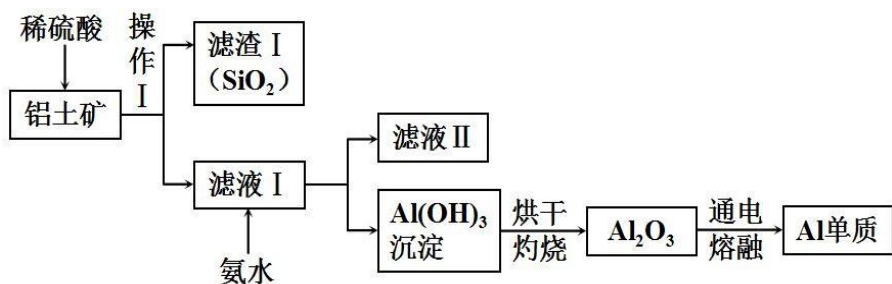 稀硫酸
操作Ⅰ
滤渣Ⅰ
（SiO₂）
铝土矿
滤液Ⅱ
滤液Ⅰ
Al(OH)₃
沉淀
烘干
灼烧
Al₂O₃
通电
熔融
Al单质
氨水